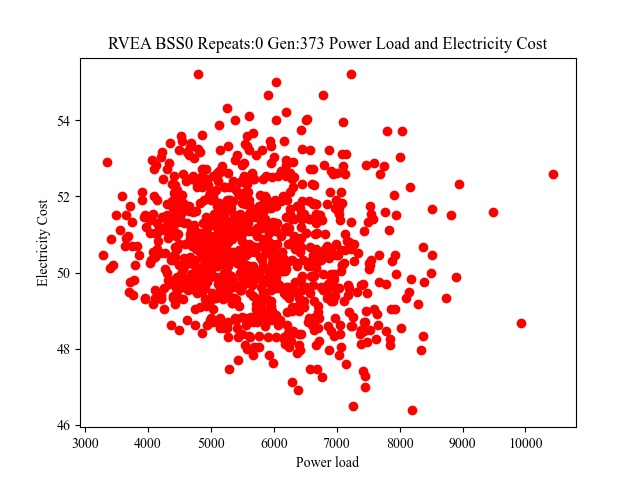 RVEA BSS0 Repeats:0 Gen:373 Power Load and Electricity Cost
54
52
50
48
46
Electricity Cost
3000 4000 5000 6000 7000 8000 9000 10000
Power load